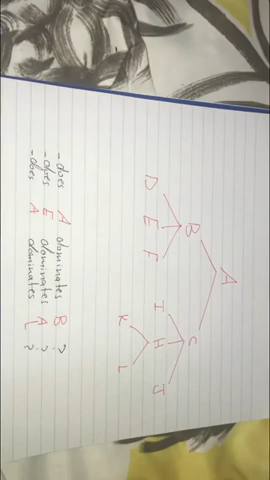 A
B C
D E F I H J
K L
- does A dominates B ?
- does E dominates A ?
- does A dominates L ?